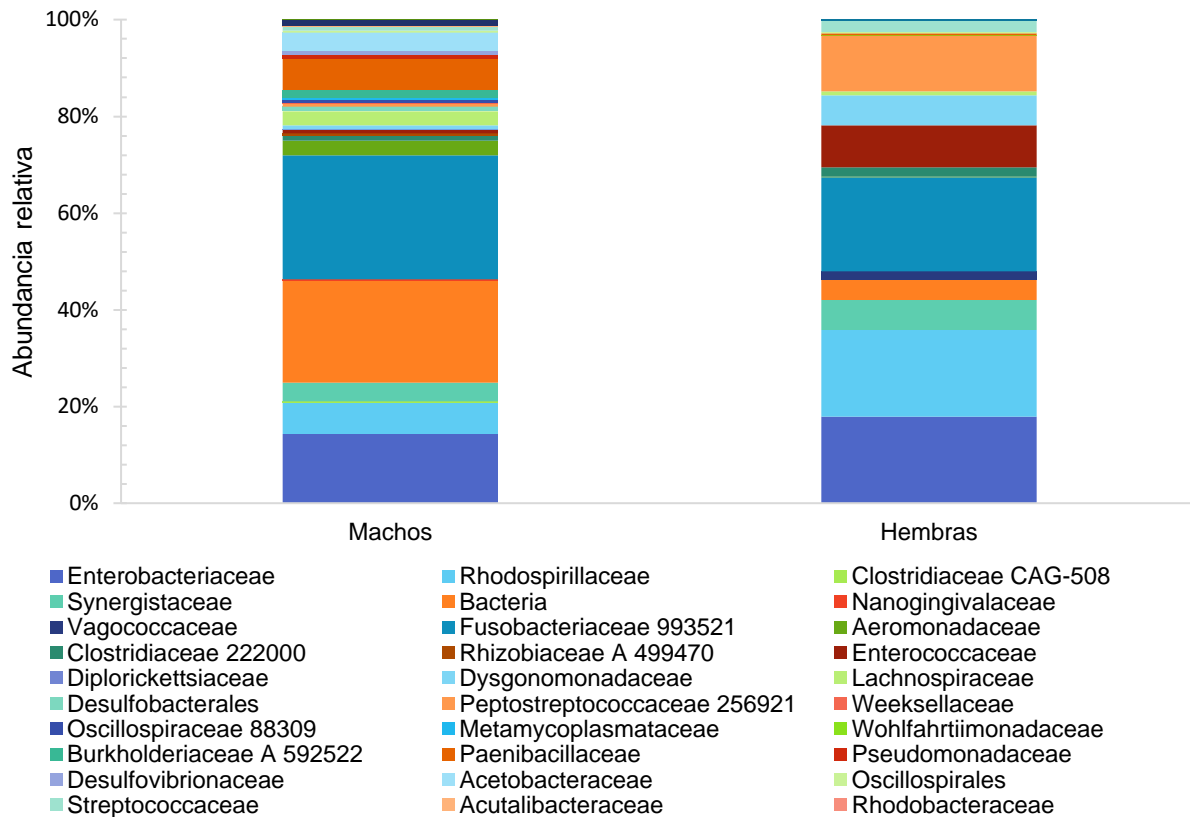 100%
80%
60%
40%
20%
0%
Abundancia relativa
Machos Hembras
Enterobacteriaceae Rhodospirillaceae Clostridiaceae CAG-508
Synergistaceae Bacteria Nanogingivalaceae
Vagococcaceae Fusobacteriaceae 993521 Aeromonadaceae
Clostridiaceae 222000 Rhizobiaceae A 499470 Enterococcaceae
Diplorickettsiaceae Dysgonomonadaceae Lachnospiraceae
Desulfobacterales Peptostreptococcaceae 256921 Weeksellaceae
Oscillospiraceae 88309 Metamycoplasmataceae Wohlfahrtiimonadaceae
Burkholderiaceae A 592522 Paenibacillaceae Pseudomonadaceae
Desulfovibrionaceae Acetobacteraceae Oscillospirales
Streptococcaceae Acutalibacteraceae Rhodobacteraceae